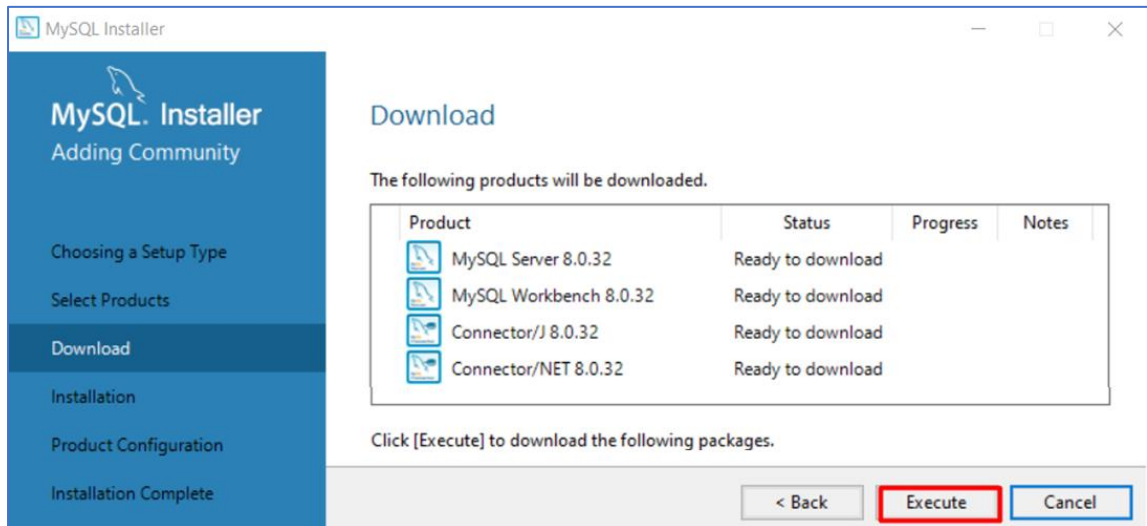 MySQL Installer
MySQL. Installer
Adding Community
Choosing a Setup Type
Select Products
Download
Installation
Product Configuration
Installation Complete
Download
The following products will be downloaded.
Product Status Progress Notes
MySQL Server 8.0.32 Ready to download
MySQL Workbench 8.0.32 Ready to download
Connector/J 8.0.32 Ready to download
Connector/NET 8.0.32 Ready to download
Click [Execute] to download the following packages.
< Back Execute Cancel